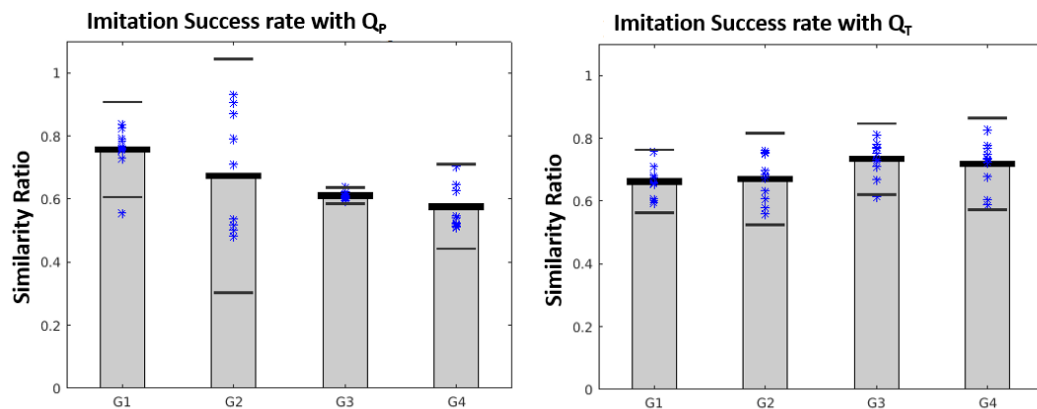 Imitation Success rate with Qₚ
Similarity Ratio
1
0.8
0.6
0.4
0.2
0
G1 G2 G3 G4
Imitation Success rate with Q_T
Similarity Ratio
1
0.8
0.6
0.4
0.2
0
G1 G2 G3 G4